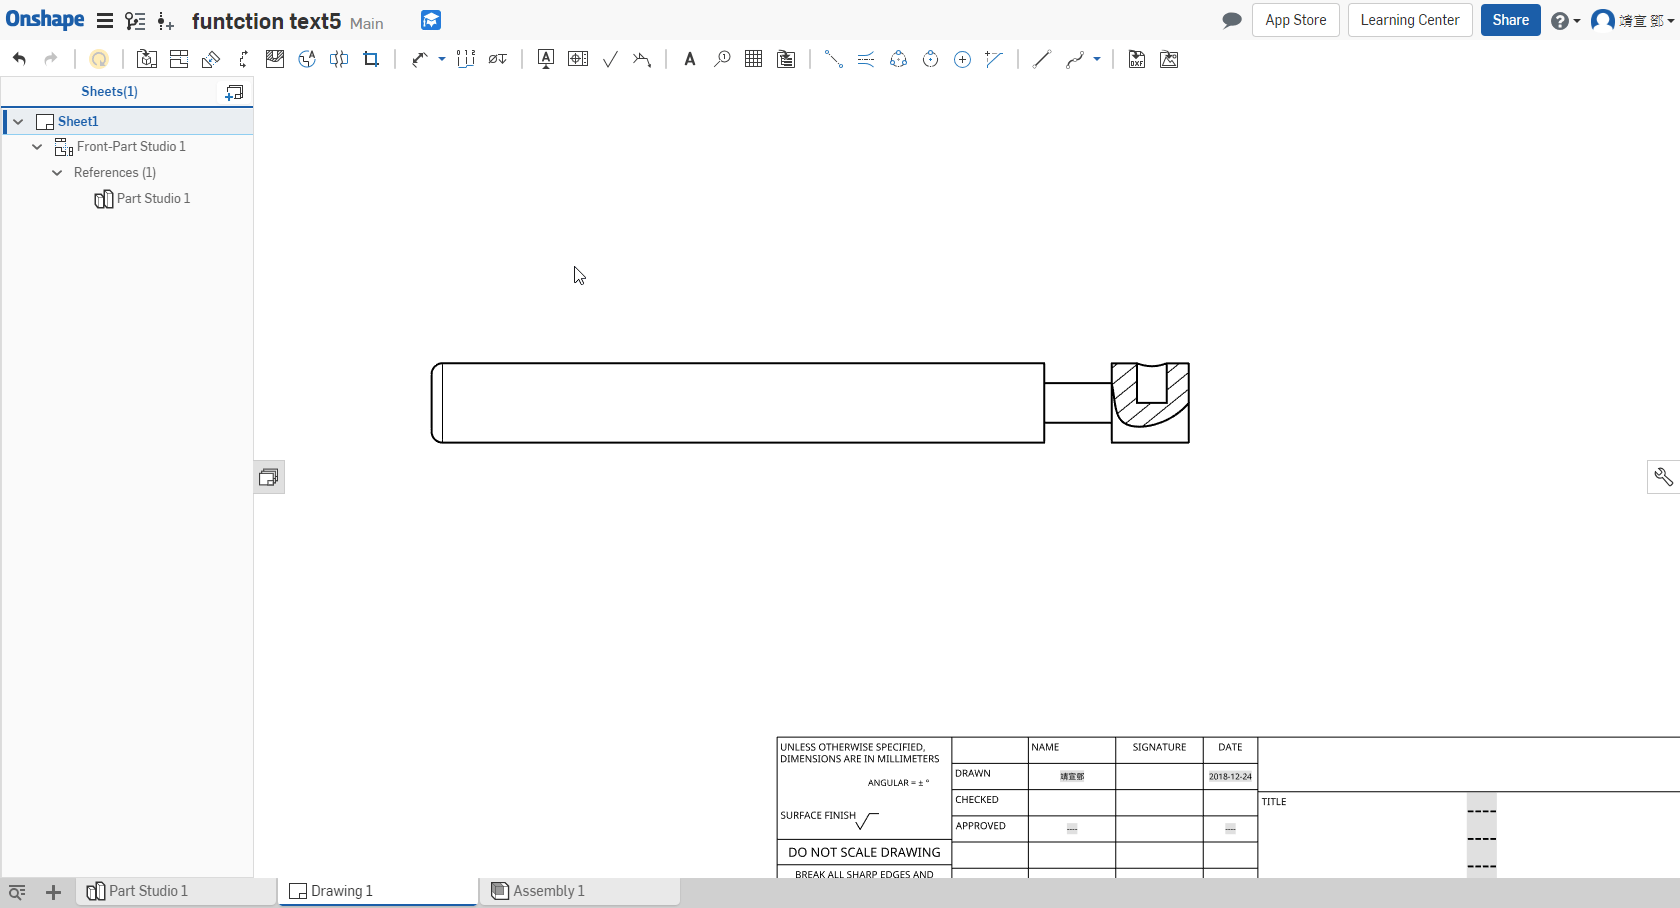 Onshape
funtction text5 Main
App Store
Learning Center
Share
靖宣 鄧
Sheets(1)
Sheet1
Front-Part Studio 1
References (1)
Part Studio 1
UNLESS OTHERWISE SPECIFIED,
DIMENSIONS ARE IN MILLIMETERS
ANGULAR = ± °
SURFACE FINISH
DO NOT SCALE DRAWING
BREAK ALL SHARP EDGES AND
NAME
SIGNATURE
DATE
DRAWN
靖宣鄧
2018-12-24
CHECKED
APPROVED
----
----
TITLE
Part Studio 1
Drawing 1
Assembly 1